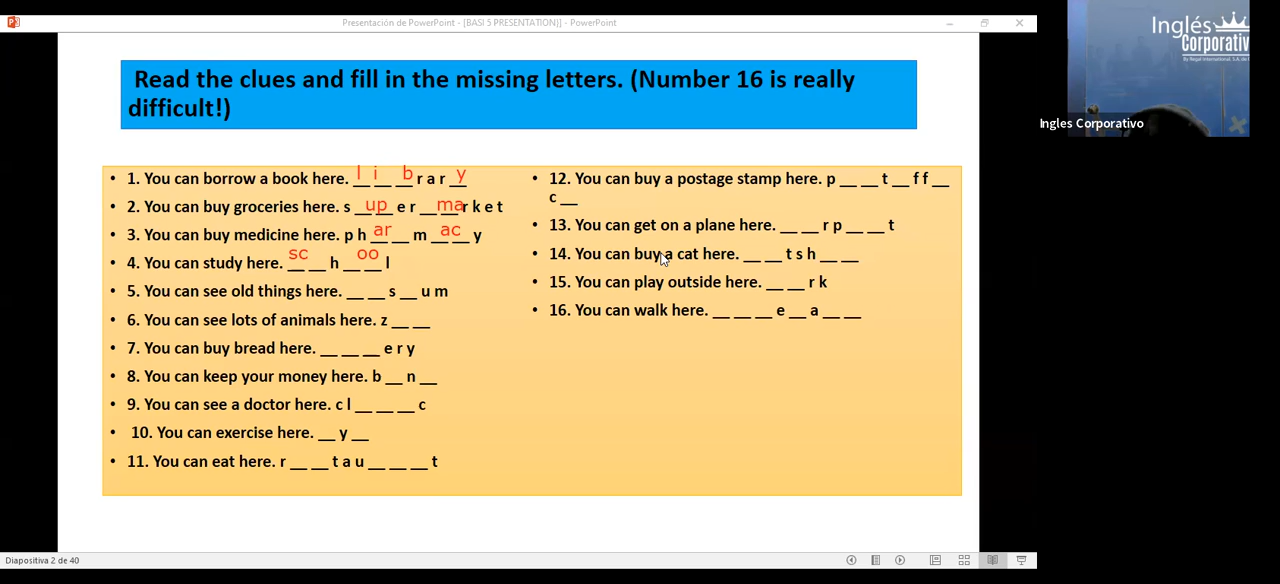 Presentación de PowerPoint - [BASI 5 PRESENTATION)] - PowerPoint
Read the clues and fill in the missing letters. (Number 16 is really
difficult!)
• 1. You can borrow a book here. l i b r a r y
• 2. You can buy groceries here. s up e r ma r k e t
• 3. You can buy medicine here. p h ar m ac y
• 4. You can study here. sc h oo l
• 5. You can see old things here. __ __ s __ u m
• 6. You can see lots of animals here. z __ __
• 7. You can buy bread here. __ __ __ e r y
• 8. You can keep your money here. b __ n __
• 9. You can see a doctor here. c l __ __ __ c
• 10. You can exercise here. __ y __
• 11. You can eat here. r __ __ t a u __ __ __ t
• 12. You can buy a postage stamp here. p __ __ t __ f f __
c __
• 13. You can get on a plane here. __ __ r p __ __ t
• 14. You can buy a cat here. __ __ t s h __ __
• 15. You can play outside here. __ __ r k
• 16. You can walk here. __ __ __ e __ a __ __
Diapositiva 2 de 40
Inglés
Corporativ
Ingles Corporativo